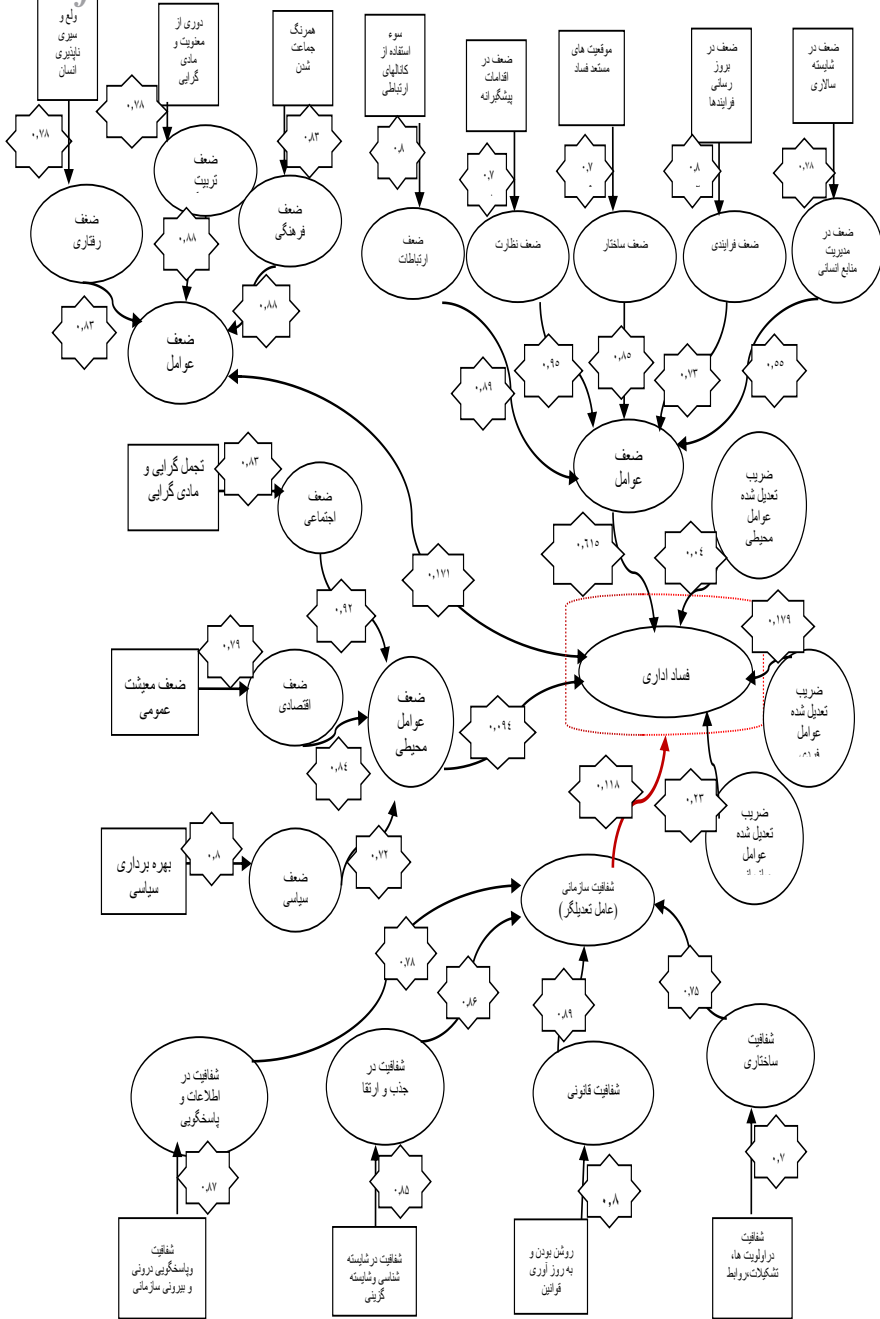 ضعف در
شایسته
سالاری
ضعف در
بروز
رسانی
فرایندها
موقعیت های
مستعد فساد
ضعف در
اقدامات
پیشگیرانه
سوء
استفاده از
کانالهای
ارتباطی
همرنگ
جماعت
شدن
دوری از
معنویت و
مادی
گرایی
ولع و
سیری
ناپذیری
انسان
۰,۷۸
۰,۸
۰,۷
۰,۷
۰,۸
۰,۸۳
۰,۷۸
۰,۷۸
ضعف در
مدیریت
منابع انسانی
ضعف فرایندی
ضعف ساختار
ضعف نظارت
ضعف
ارتباطات
ضعف
فرهنگی
ضعف
تربیت
ضعف
رفتاری
۰,۵۵
۰,۷۳
۰,۸۵
۰,۹۵
۰,۸۹
۰,۸۸
۰,۸۸
۰,۸۳
ضعف
عوامل
ضعف
عوامل
ضریب
تعدیل شده
عوامل
محیطی
تجمل گرایی و
مادی گرایی
۰,۸۳
ضعف
اجتماعی
۰,۰۴
۰,۶۱۵
۰,۱۷۱
۰,۹۲
۰,۱۷۹
فساد اداری
ضریب
تعدیل شده
عوامل
ضعف معیشت
عمومی
۰,۷۹
ضعف
اقتصادی
ضعف
عوامل
محیطی
۰,۰۹۴
۰,۸۴
۰,۱۱۸
۰,۲۳
ضریب
تعدیل شده
عوامل
بهره برداری
سیاسی
۰,۸
ضعف
سیاسی
۰,۷۲
شفافیت سازمانی
(عامل تعدیلگر)
۰,۷۸
۰,۸۶
۰,۸۹
۰,۷۵
شفافیت
ساختاری
شفافیت قانونی
شفافیت در
جذب و ارتقا
شفافیت در
اطلاعات و
پاسخگویی
۰,۷
۰,۸
۰,۸۵
۰,۸۷
شفافیت
دراولویت ها،
تشکیلات،روابط
روشن بودن و
به روز آوری
قوانین
شفافیت در شایسته
شناسی وشایسته
گزینی
شفافیت
وپاسخگویی درونی
و بیرونی سازمانی